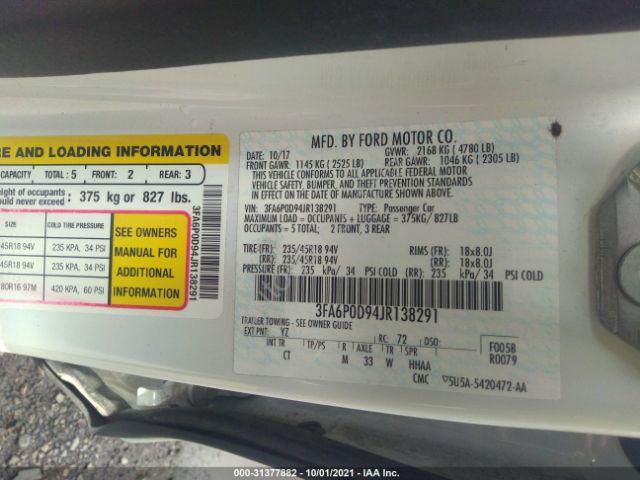 RE AND LOADING INFORMATION
CAPACITY TOTAL: 5 FRONT: 2 REAR: 3
eight of occupants
ould never exceed : 375 kg or 827 lbs.
COLD TIRE PRESSURE
45R18 94V 235 KPA, 34 PSI
45R18 94V 235 KPA, 34 PSI
80R16 97M 420 KPA, 60 PSI
SEE OWNERS
MANUAL FOR
ADDITIONAL
INFORMATION
3FA6P0D94JR138291
MFD. BY FORD MOTOR CO.
DATE: 10/17 GVWR: 2168 KG ( 4780 LB)
FRONT GAWR: 1145 KG ( 2525 LB) REAR GAWR: 1046 KG ( 2305 LB)
THIS VEHICLE CONFORMS TO ALL APPLICABLE FEDERAL MOTOR
VEHICLE SAFETY, BUMPER, AND THEFT PREVENTION STANDARDS
IN EFFECT ON THE DATE OF MANUFACTURE SHOWN ABOVE.
VIN: 3FA6P0D94JR138291 TYPE: Passenger Car
MAXIMUM LOAD = OCCUPANTS + LUGGAGE = 375KG/ 827LB
OCCUPANTS = 5 TOTAL: 2 FRONT, 3 REAR
TIRE(FR): 235/45R18 94V RIMS(FR): 18x8.0J
(RR): 235/45R18 94V (RR): 18x8.0J
PRESSURE(FR): 235 kPa/ 34 PSI COLD (RR): 235 kPa/ 34 PSI COLD
3FA6P0D94JR138291
TRAILER TOWING - SEE OWNER GUIDE
EXT PNT: YZ RC: 72 DSO:
INT TR TP/PS R AXLE TR SPR
CT M 33 W HHAA
F0058
R0079
CMC 5U5A-5420472-AA
000-31377882 - 10/01/2021 - IAA Inc.